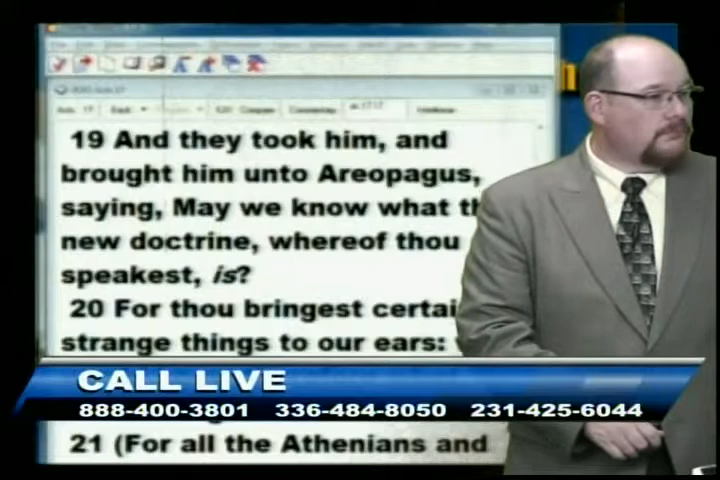 19 And they took him, and
brought him unto Areopagus,
saying, May we know what th
new doctrine, whereof thou
speakest, is?
20 For thou bringest certai
strange things to our ears:
CALL LIVE
888-400-3801 336-484-8050 231-425-6044
21 (For all the Athenians and